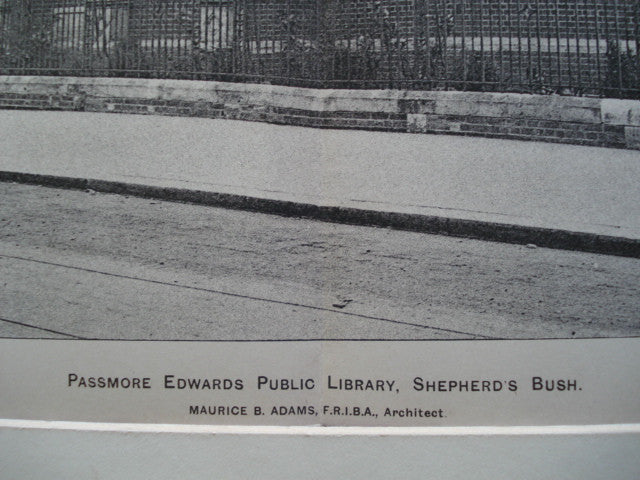 PASSMORE EDWARDS PUBLIC LIBRARY, SHEPHERD'S BUSH.
MAURICE B. ADAMS, F.R.I.B.A., Architect.